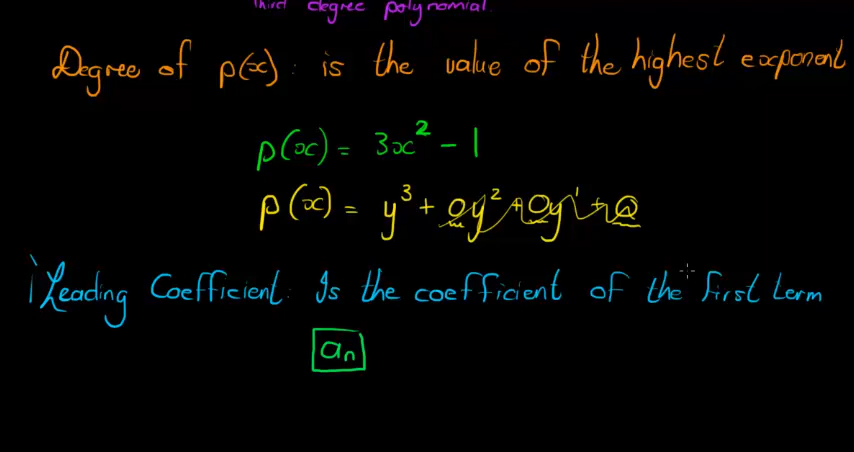 Third degree polynomial.
Degree of p(x): is the value of the highest exponent
p(x) = 3x² - 1
p(x) = y³ + 0y² + 0y¹ + 0
Leading Coefficient: Is the coefficient of the first term
aₙ